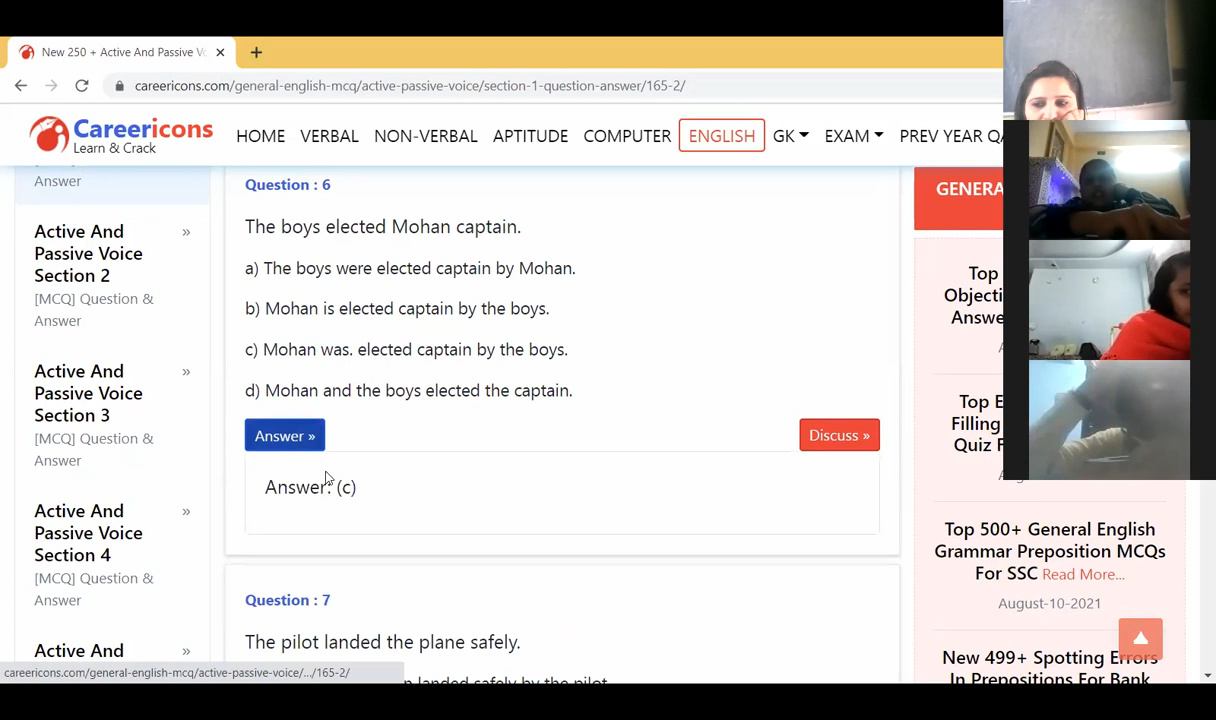 New 250 + Active And Passive Vo
careericons.com/general-english-mcq/active-passive-voice/section-1-question-answer/165-2/
Careericons
Learn & Crack
HOME VERBAL NON-VERBAL APTITUDE COMPUTER ENGLISH GK EXAM PREV YEAR QA
Answer
Active And
Passive Voice
Section 2
»
[MCQ] Question &
Answer
Active And
Passive Voice
Section 3
»
[MCQ] Question &
Answer
Active And
Passive Voice
Section 4
»
[MCQ] Question &
Answer
Active And
»
Question : 6
The boys elected Mohan captain.
a) The boys were elected captain by Mohan.
b) Mohan is elected captain by the boys.
c) Mohan was. elected captain by the boys.
d) Mohan and the boys elected the captain.
Answer »
Discuss »
Answer: (c)
Question : 7
The pilot landed the plane safely.
landed safely by the pilot
GENERA
Top
Objecti
Answe
A
Top E
Filling
Quiz F
Top 500+ General English
Grammar Preposition MCQs
For SSC Read More...
August-10-2021
New 499+ Spotting Errors
In Prepositions For Bank
careericons.com/general-english-mcq/active-passive-voice/.../165-2/